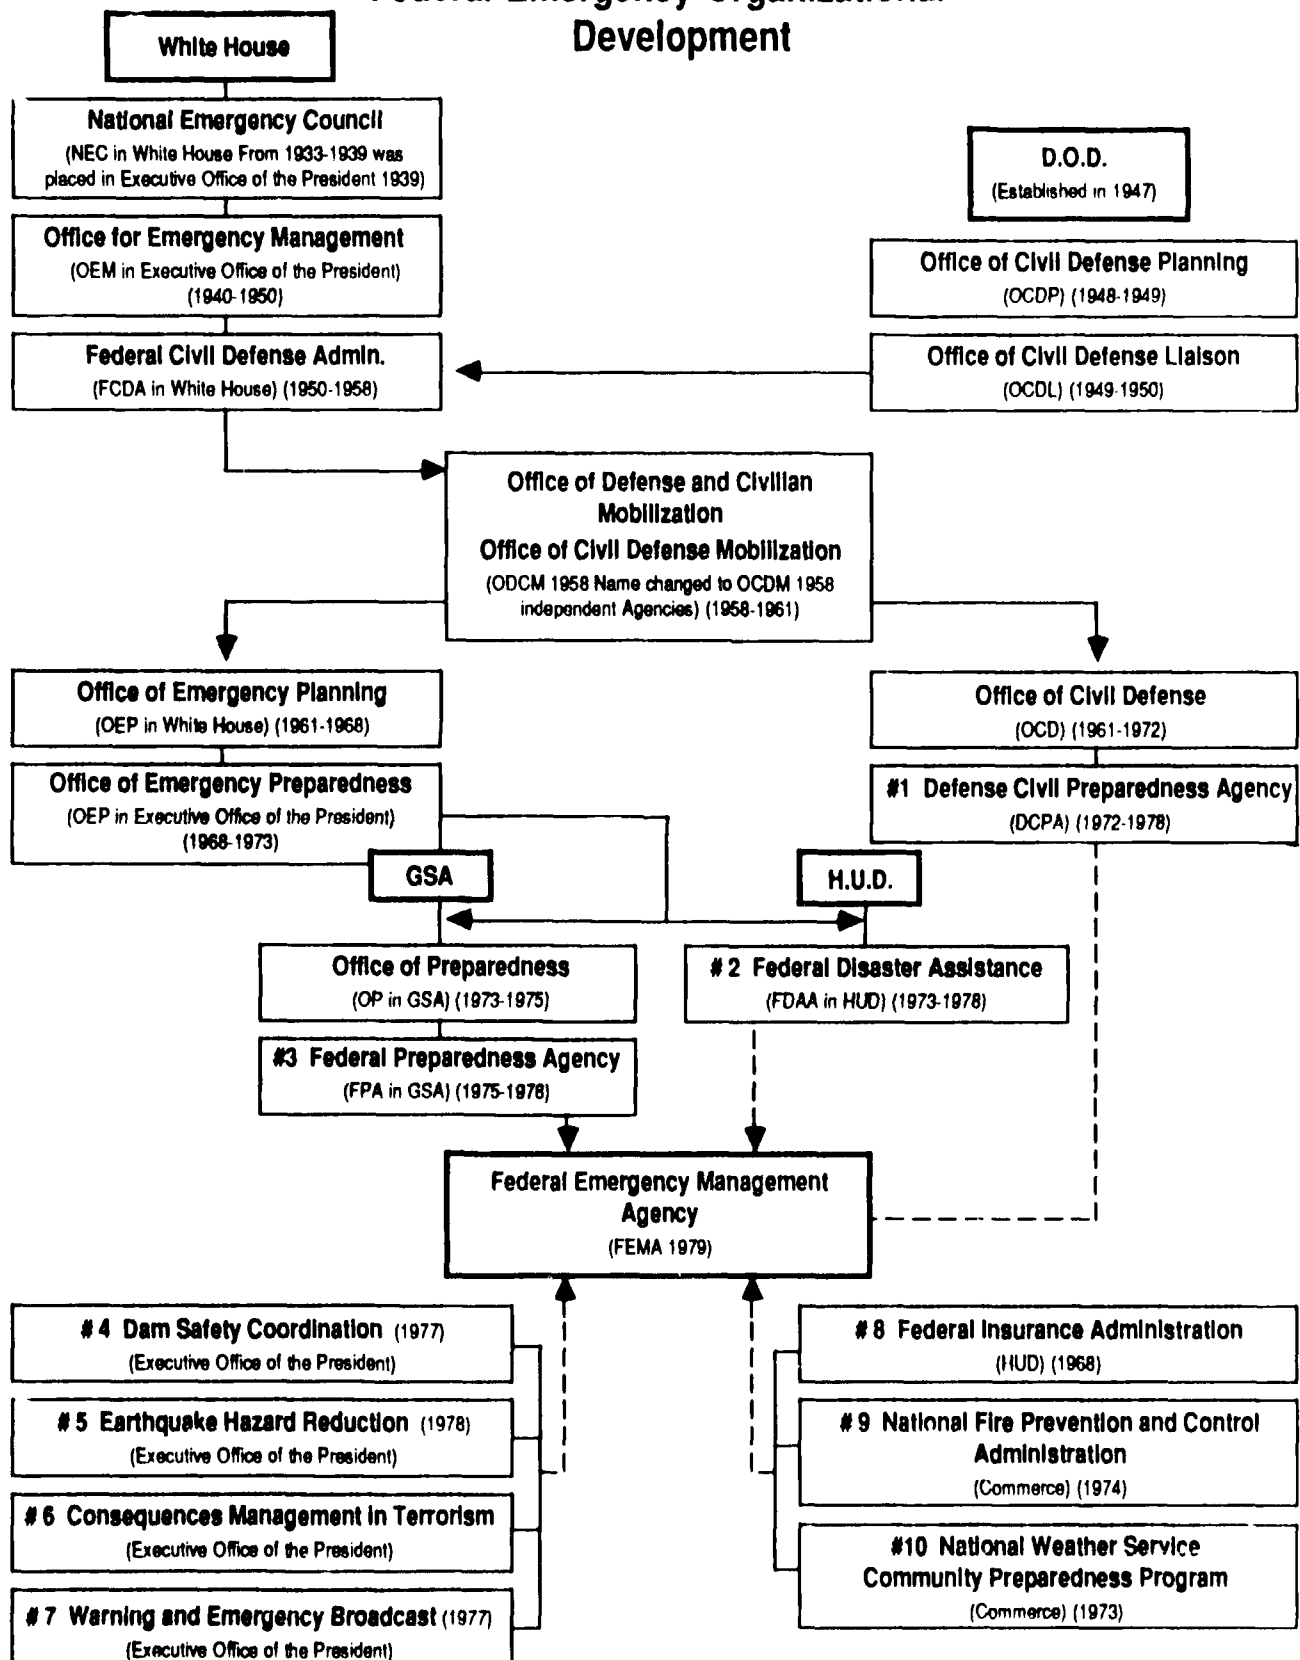 Federal Emergency Organizational
Development
White House
National Emergency Council
(NEC in White House From 1933-1939 was
placed in Executive Office of the President 1939)
D.O.D.
(Established in 1947)
Office for Emergency Management
(OEM in Executive Office of the President)
(1940-1950)
Office of Civil Defense Planning
(OCDP) (1948-1949)
Federal Civil Defense Admin.
(FCDA in White House) (1950-1958)
Office of Civil Defense Liaison
(OCDL) (1949-1950)
Office of Defense and Civilian
Mobilization
Office of Civil Defense Mobilization
(ODCM 1958 Name changed to OCDM 1958
independent Agencies) (1958-1961)
Office of Emergency Planning
(OEP in White House) (1961-1968)
Office of Civil Defense
(OCD) (1961-1972)
Office of Emergency Preparedness
(OEP in Executive Office of the President)
(1968-1973)
#1 Defense Civil Preparedness Agency
(DCPA) (1972-1978)
GSA
H.U.D.
Office of Preparedness
(OP in GSA) (1973-1975)
#2 Federal Disaster Assistance
(FDAA in HUD) (1973-1978)
#3 Federal Preparedness Agency
(FPA in GSA) (1975-1978)
Federal Emergency Management
Agency
(FEMA 1979)
#4 Dam Safety Coordination (1977)
(Executive Office of the President)
#5 Earthquake Hazard Reduction (1978)
(Executive Office of the President)
#6 Consequences Management in Terrorism
(Executive Office of the President)
#7 Warning and Emergency Broadcast (1977)
(Executive Office of the President)
#8 Federal Insurance Administration
(HUD) (1968)
#9 National Fire Prevention and Control
Administration
(Commerce) (1974)
#10 National Weather Service
Community Preparedness Program
(Commerce) (1973)